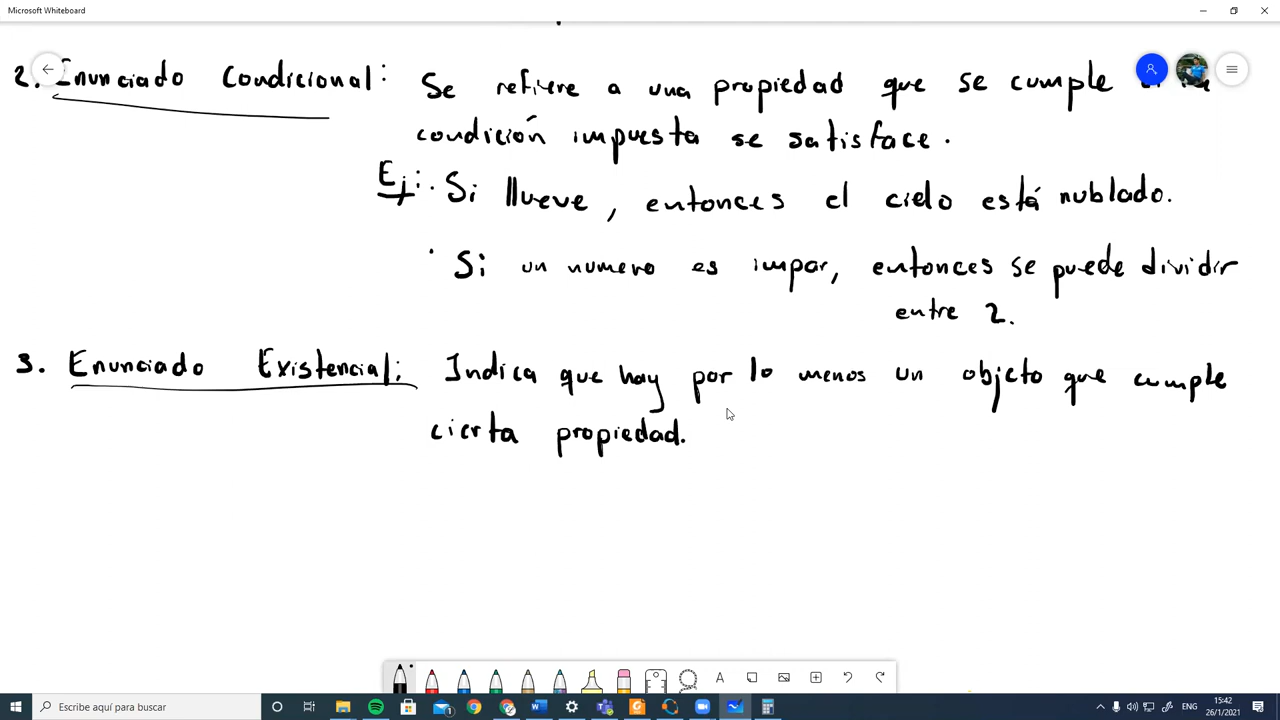 Microsoft Whiteboard
2. Enunciado Condicional: Se refiere a una propiedad que se cumple
condición impuesta se satisface.
Ej: · Si llueve, entonces el cielo está nublado.
· Si un numero es impar, entonces se puede dividir
entre 2.
3. Enunciado Existencial: Indica que hay por lo menos un objeto que cumple
cierta propiedad.
Escribe aquí para buscar
15:42
26/1/2021